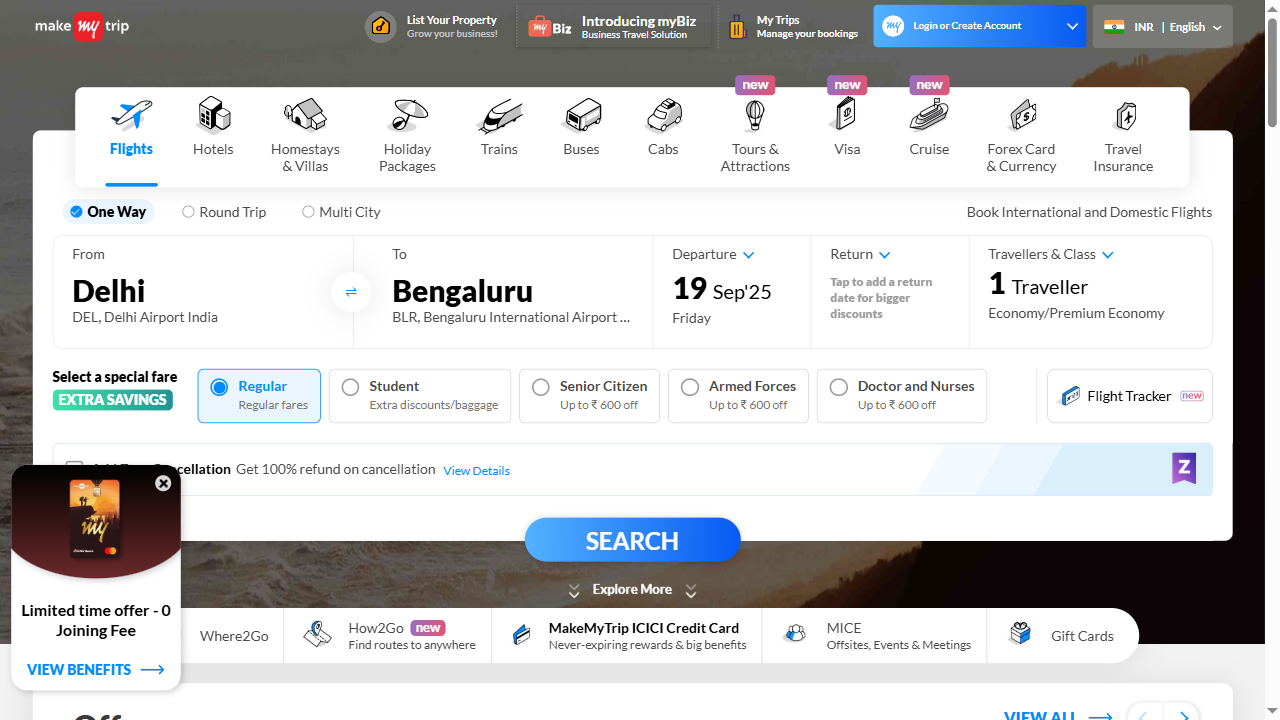 make my trip
List Your Property
Grow your business!
my Biz
Introducing myBiz
Business Travel Solution
My Trips
Manage your bookings
my
Login or Create Account
INR | English
new
new
new
Flights
Hotels
Homestays
& Villas
Holiday
Packages
Trains
Buses
Cabs
Tours &
Attractions
Visa
Cruise
Forex Card
& Currency
Travel
Insurance
One Way
Round Trip
Multi City
Book International and Domestic Flights
From
Delhi
DEL, Delhi Airport India
To
Bengaluru
BLR, Bengaluru International Airport ...
Departure
19 Sep'25
Friday
Return
Tap to add a return
date for bigger
discounts
Travellers & Class
1 Traveller
Economy/Premium Economy
Select a special fare
EXTRA SAVINGS
Regular
Regular fares
Student
Extra discounts/baggage
Senior Citizen
Up to ₹ 600 off
Armed Forces
Up to ₹ 600 off
Doctor and Nurses
Up to ₹ 600 off
Flight Tracker new
Cancellation Get 100% refund on cancellation View Details
Z
SEARCH
Explore More
my
Limited time offer - 0
Joining Fee
VIEW BENEFITS
Where2Go
How2Go new
Find routes to anywhere
MakeMyTrip ICICI Credit Card
Never-expiring rewards & big benefits
MICE
Offsites, Events & Meetings
Gift Cards
VIEW ALL